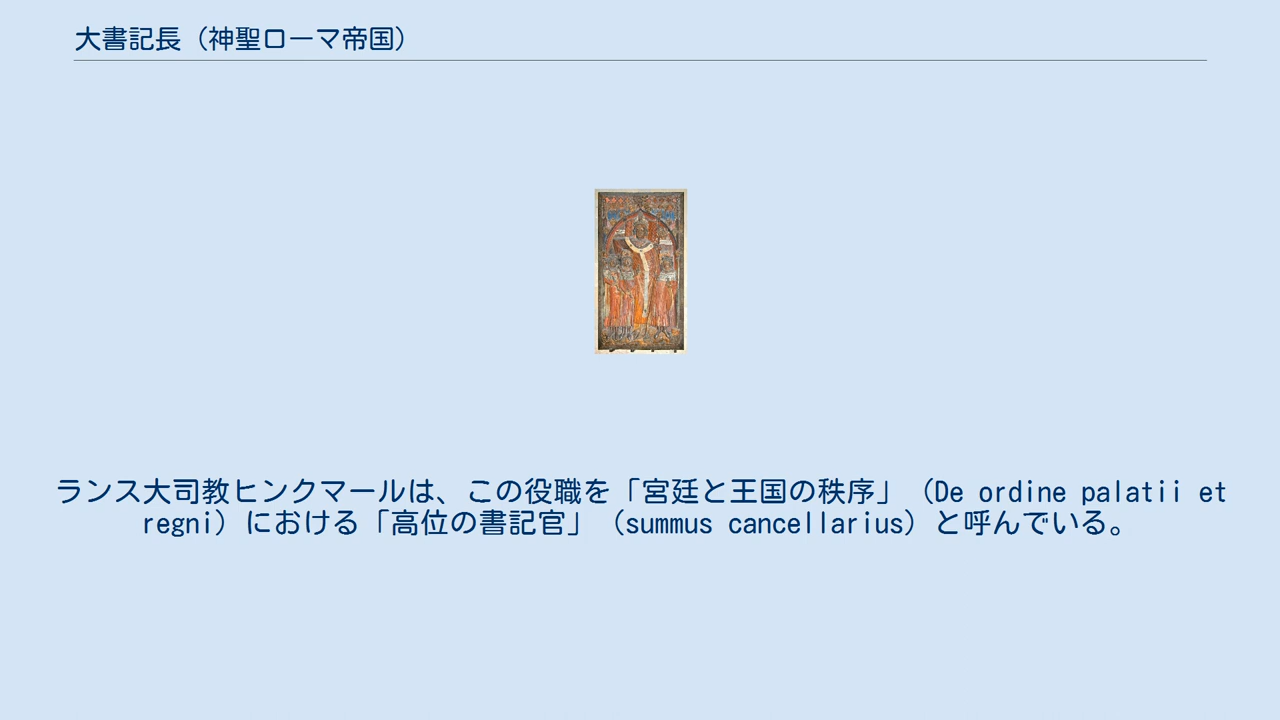 大書記長（神聖ローマ帝国）
ランス大司教ヒンクマールは、この役職を「宮廷と王国の秩序」（De ordine palatii et
regni）における「高位の書記官」（summus cancellarius）と呼んでいる。